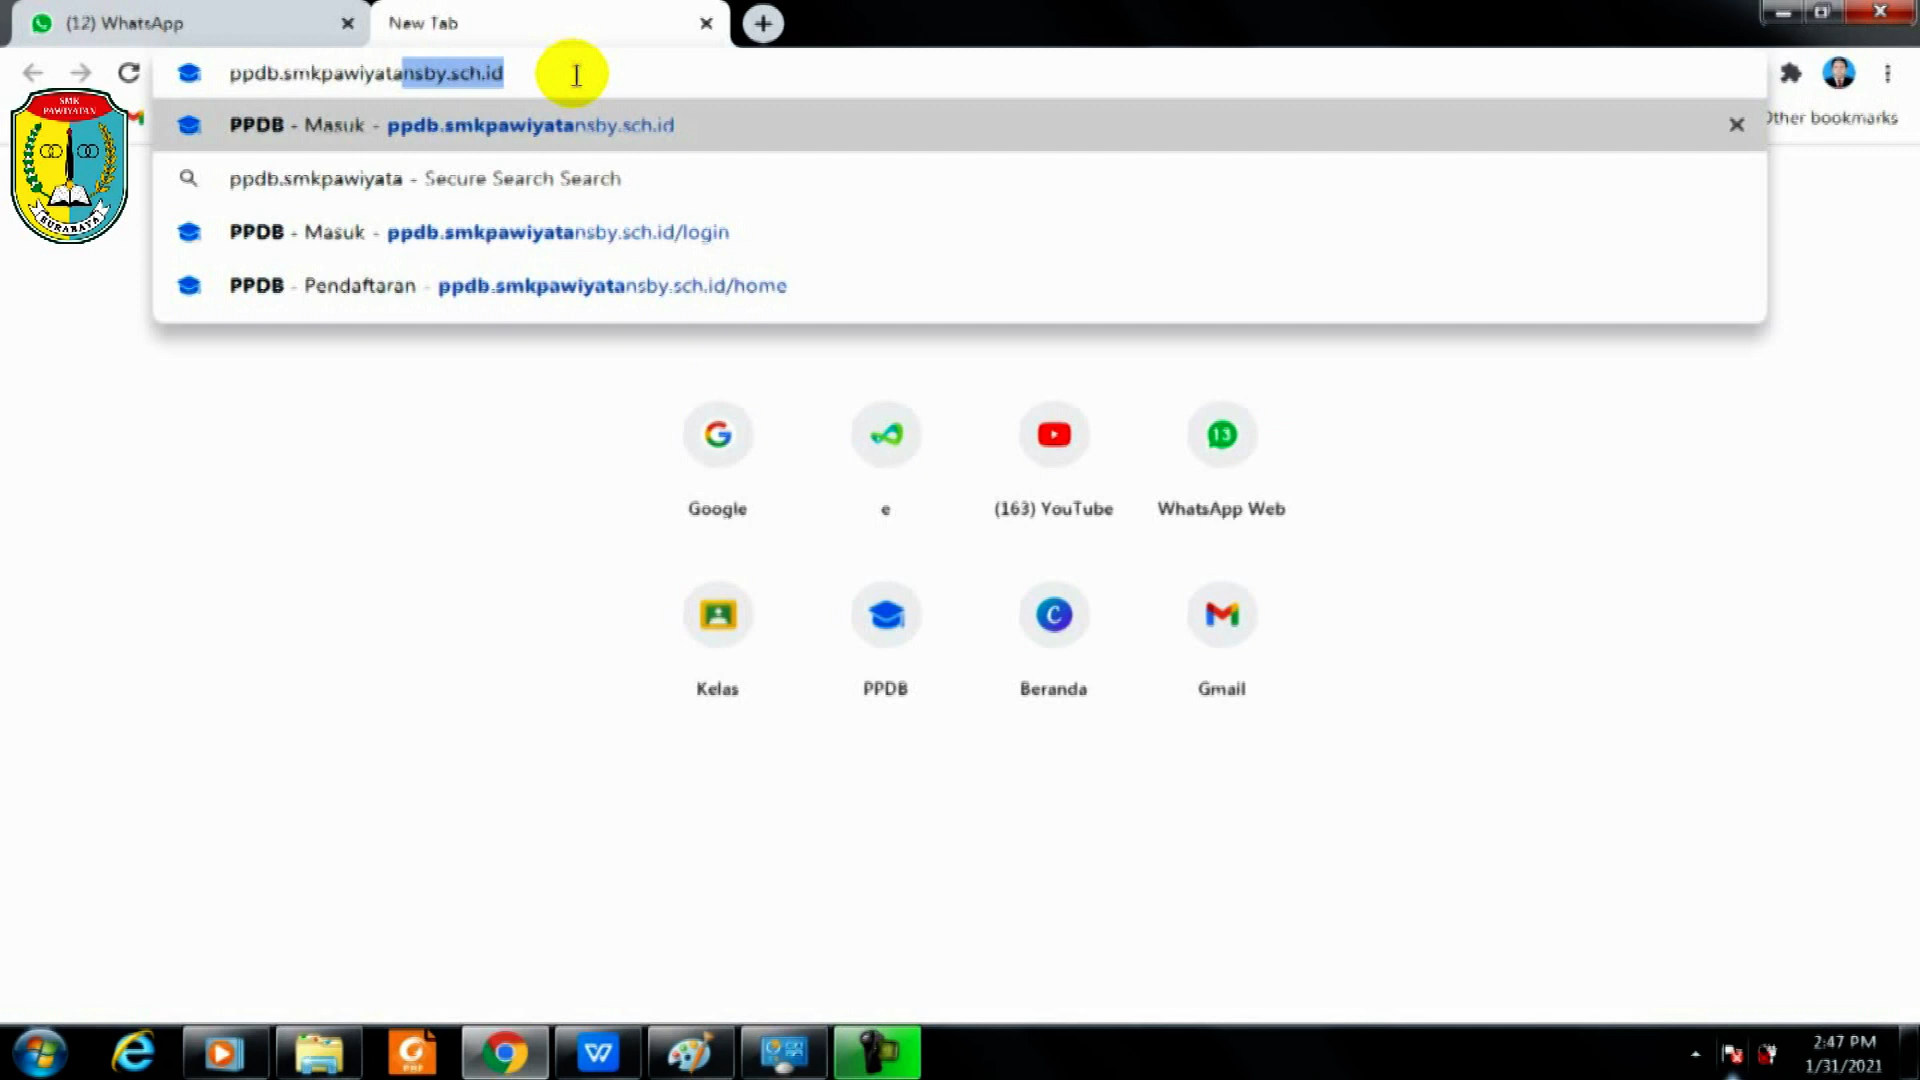 (12) WhatsApp
New Tab
ppdb.smkpawiyatansby.sch.id
SMK
PAWIYATAN
SURABAYA
PPDB - Masuk - ppdb.smkpawiyatansby.sch.id
Other bookmarks
ppdb.smkpawiyata - Secure Search Search
PPDB - Masuk - ppdb.smkpawiyatansby.sch.id/login
PPDB - Pendaftaran - ppdb.smkpawiyatansby.sch.id/home
13
Google
e
(163) YouTube
WhatsApp Web
Kelas
PPDB
Beranda
Gmail
2:47 PM
1/31/2021